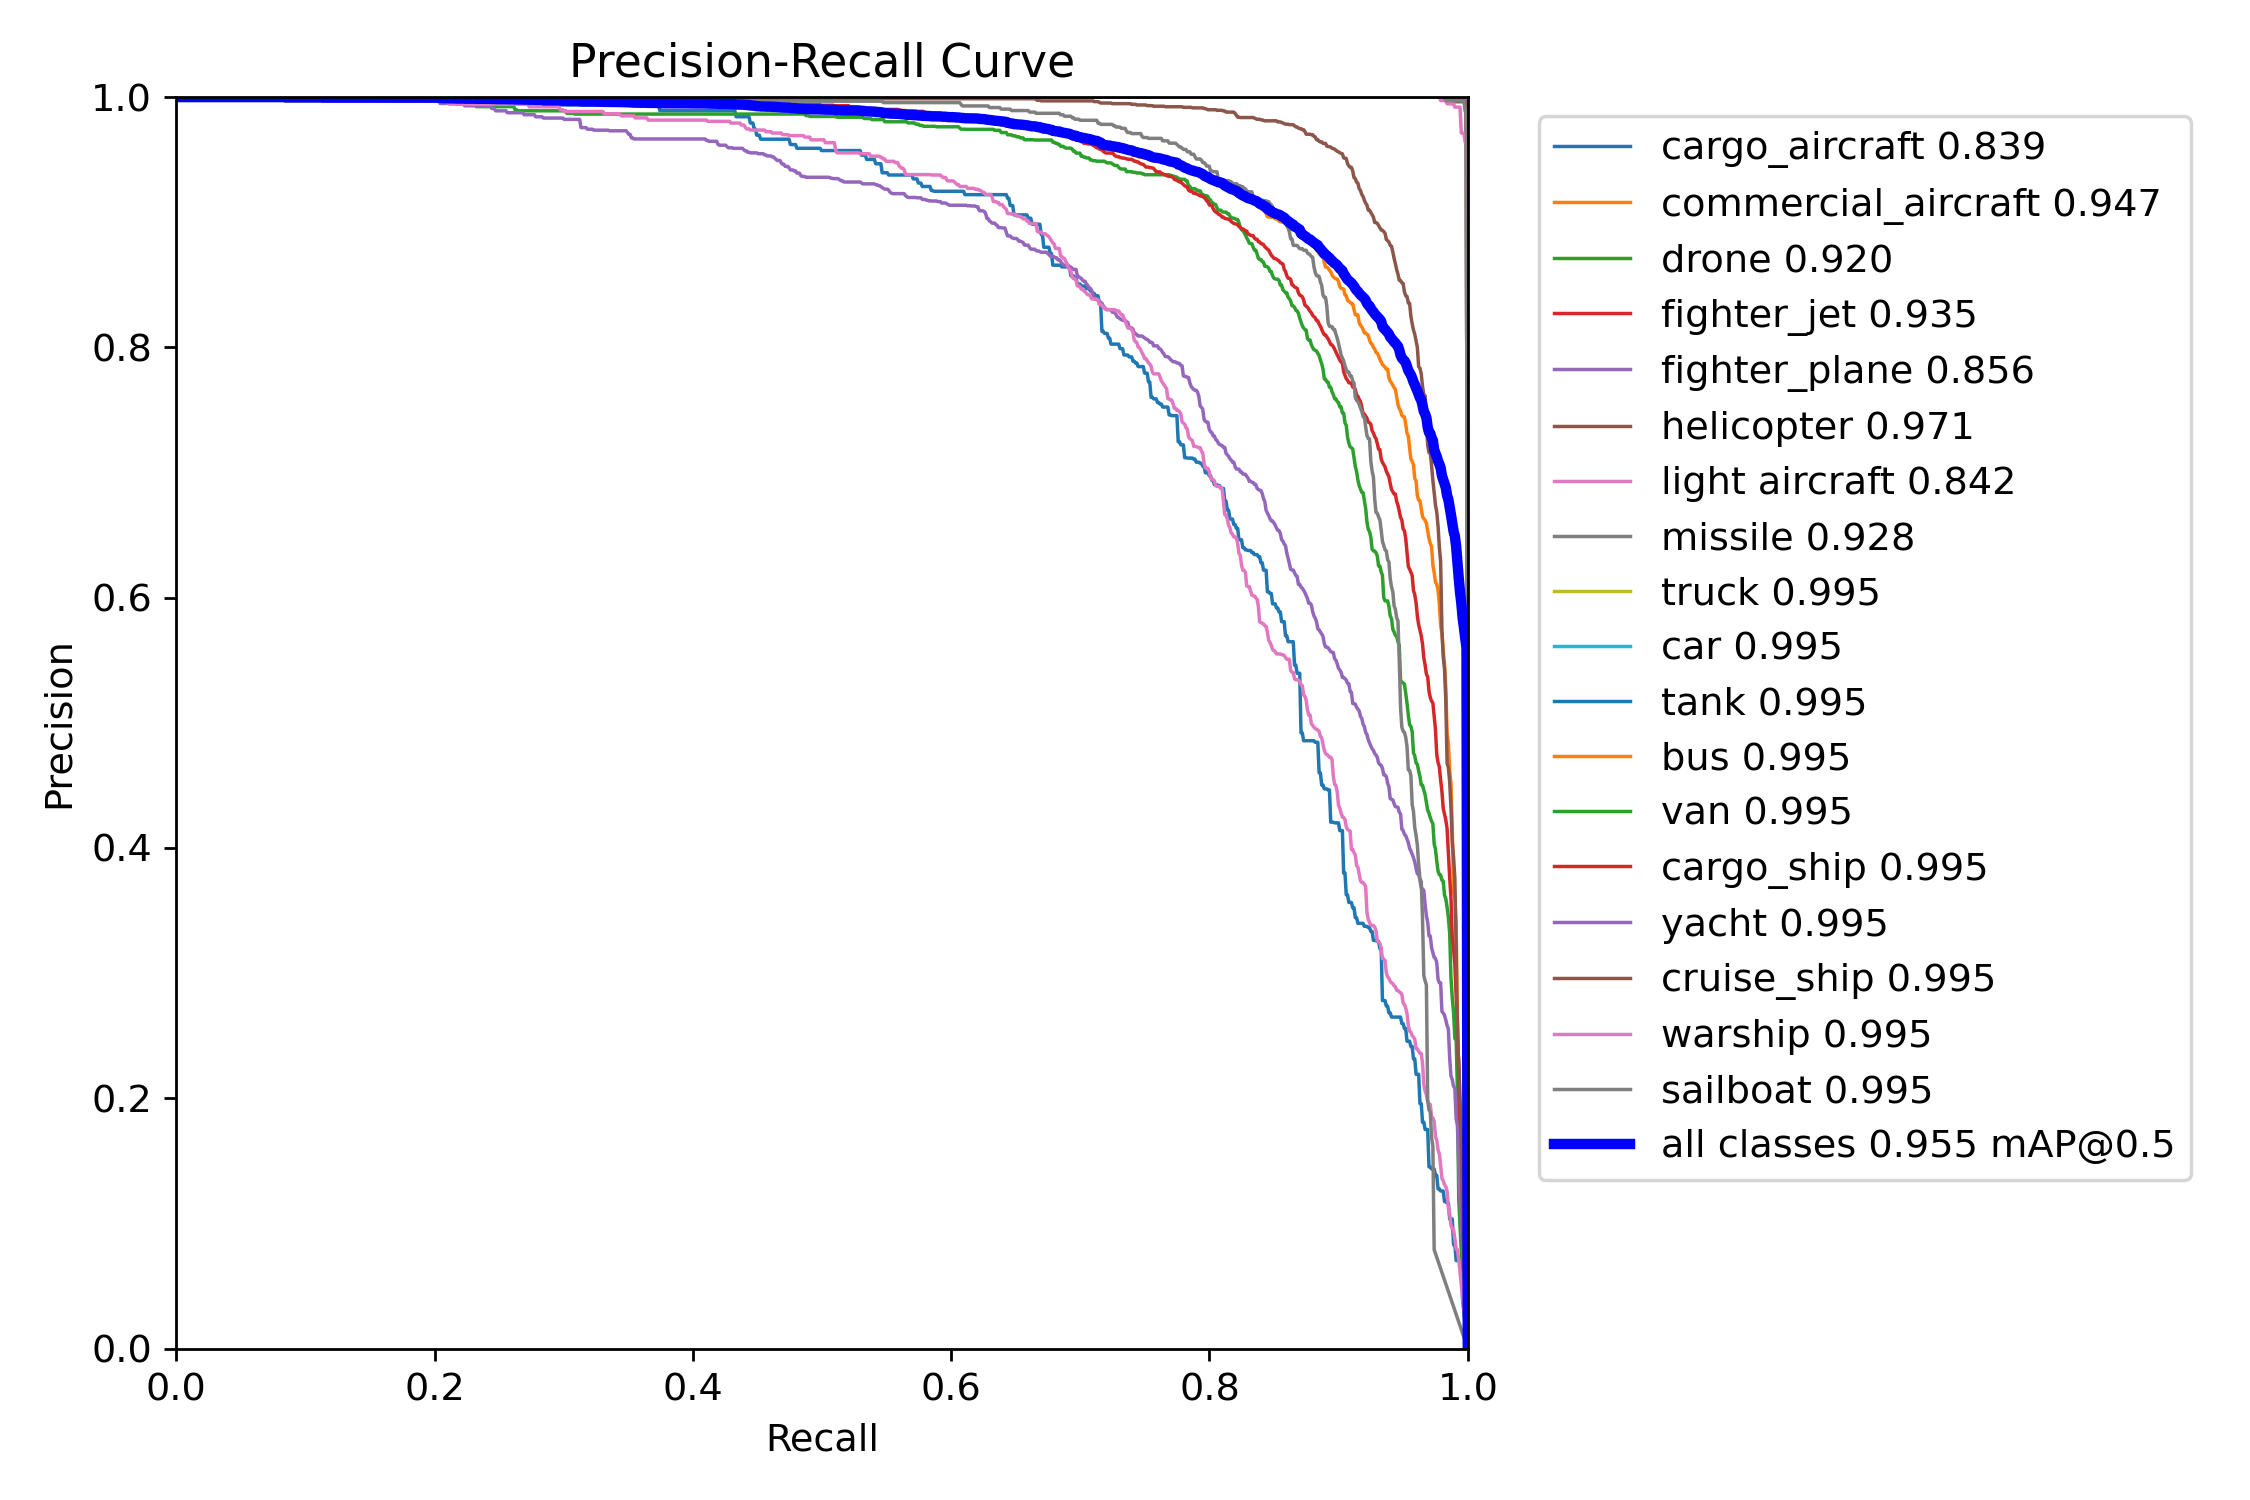 Precision-Recall Curve
1.0
0.8
0.6
0.4
0.2
0.0
Precision
0.0 0.2 0.4 0.6 0.8 1.0
Recall
cargo_aircraft 0.839
commercial_aircraft 0.947
drone 0.920
fighter_jet 0.935
fighter_plane 0.856
helicopter 0.971
light aircraft 0.842
missile 0.928
truck 0.995
car 0.995
tank 0.995
bus 0.995
van 0.995
cargo_ship 0.995
yacht 0.995
cruise_ship 0.995
warship 0.995
sailboat 0.995
all classes 0.955 mAP@0.5